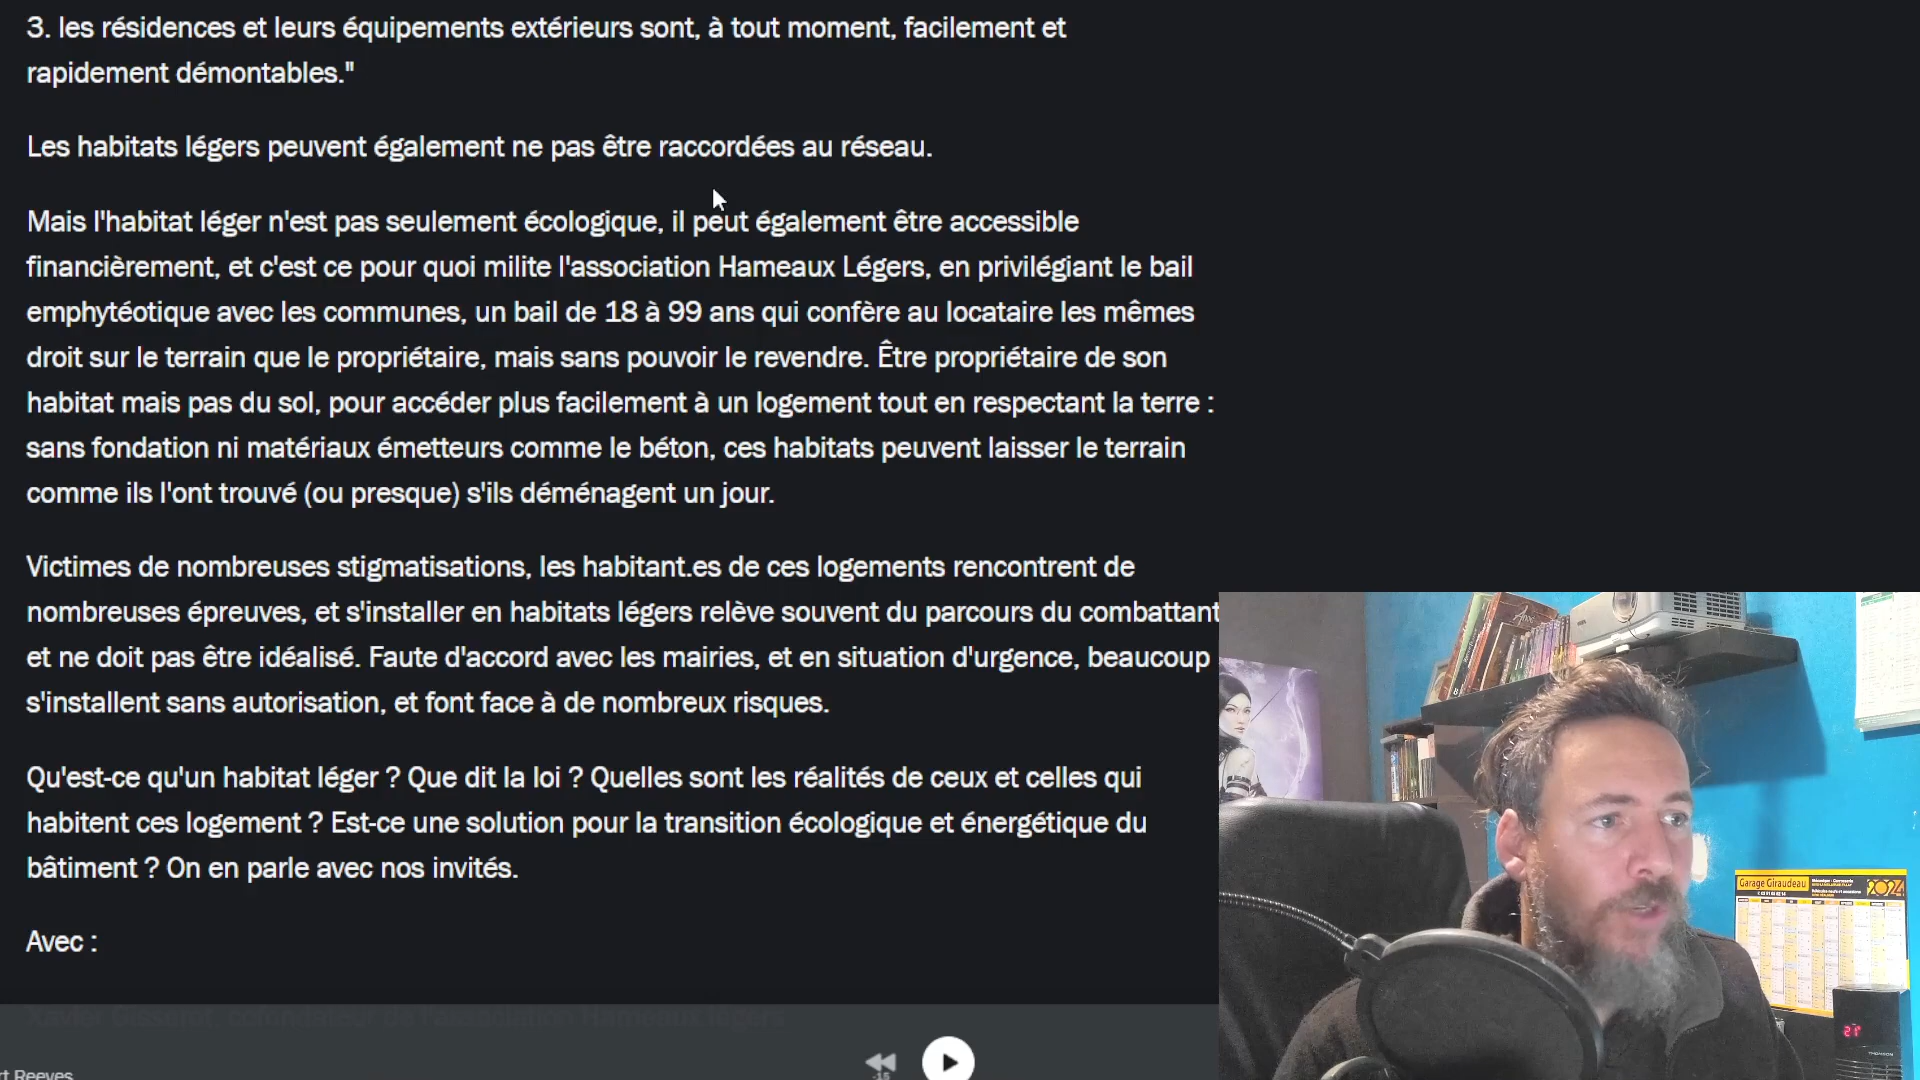 3. les résidences et leurs équipements extérieurs sont, à tout moment, facilement et
rapidement démontables."
Les habitats légers peuvent également ne pas être raccordées au réseau.
Mais l'habitat léger n'est pas seulement écologique, il peut également être accessible
financièrement, et c'est ce pour quoi milite l'association Hameaux Légers, en privilégiant le bail
emphytéotique avec les communes, un bail de 18 à 99 ans qui confère au locataire les mêmes
droit sur le terrain que le propriétaire, mais sans pouvoir le revendre. Être propriétaire de son
habitat mais pas du sol, pour accéder plus facilement à un logement tout en respectant la terre :
sans fondation ni matériaux émetteurs comme le béton, ces habitats peuvent laisser le terrain
comme ils l'ont trouvé (ou presque) s'ils déménagent un jour.
Victimes de nombreuses stigmatisations, les habitant.es de ces logements rencontrent de
nombreuses épreuves, et s'installer en habitats légers relève souvent du parcours du combattant
et ne doit pas être idéalisé. Faute d'accord avec les mairies, et en situation d'urgence, beaucoup
s'installent sans autorisation, et font face à de nombreux risques.
Qu'est-ce qu'un habitat léger ? Que dit la loi ? Quelles sont les réalités de ceux et celles qui
habitent ces logement ? Est-ce une solution pour la transition écologique et énergétique du
bâtiment ? On en parle avec nos invités.
Avec :
Reeves
-15
Garage Giraudeau
2024
21°
THOMSON